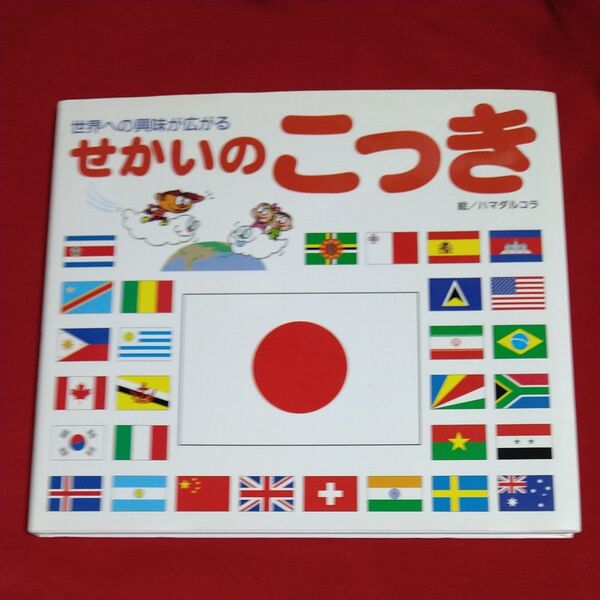 世界への興味が広がる
せかいのこっき
絵/ハマダルコラ